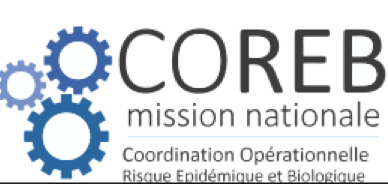 COREB
mission nationale
Coordination Opérationnelle
Risque Epidémique et Biologique